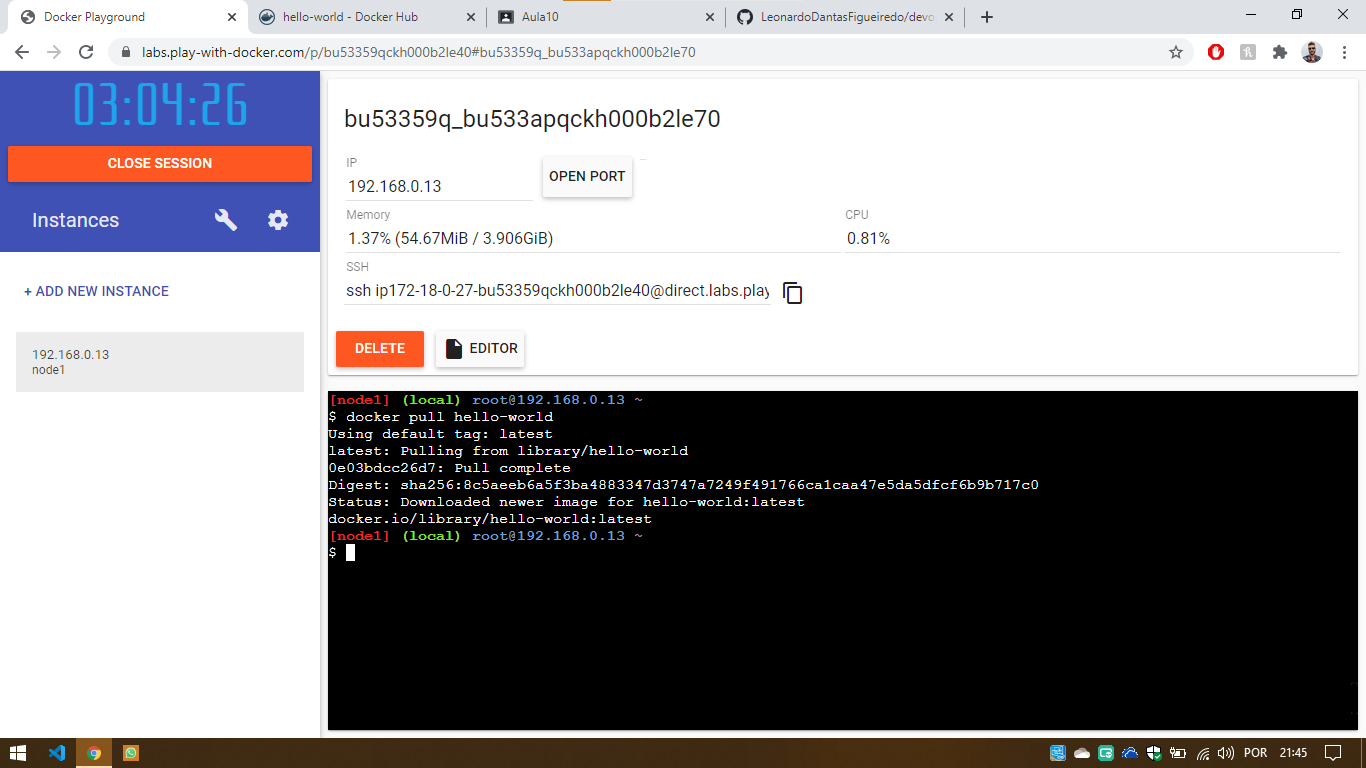 Docker Playground
hello-world - Docker Hub
Aula10
LeonardoDantasFigueiredo/devo
labs.play-with-docker.com/p/bu53359qckh000b2le40#bu53359q_bu533apqckh000b2le70
03:04:26
CLOSE SESSION
Instances
+ ADD NEW INSTANCE
192.168.0.13
node1
bu53359q_bu533apqckh000b2le70
IP
192.168.0.13
OPEN PORT
Memory
1.37% (54.67MiB / 3.906GiB)
CPU
0.81%
SSH
ssh ip172-18-0-27-bu53359qckh000b2le40@direct.labs.play
DELETE
EDITOR
[node1] (local) root@192.168.0.13 ~
$ docker pull hello-world
Using default tag: latest
latest: Pulling from library/hello-world
0e03bdcc26d7: Pull complete
Digest: sha256:8c5aeeb6a5f3ba4883347d3747a7249f491766ca1caa47e5da5dfcf6b9b717c0
Status: Downloaded newer image for hello-world:latest
docker.io/library/hello-world:latest
[node1] (local) root@192.168.0.13 ~
$
POR
21:45